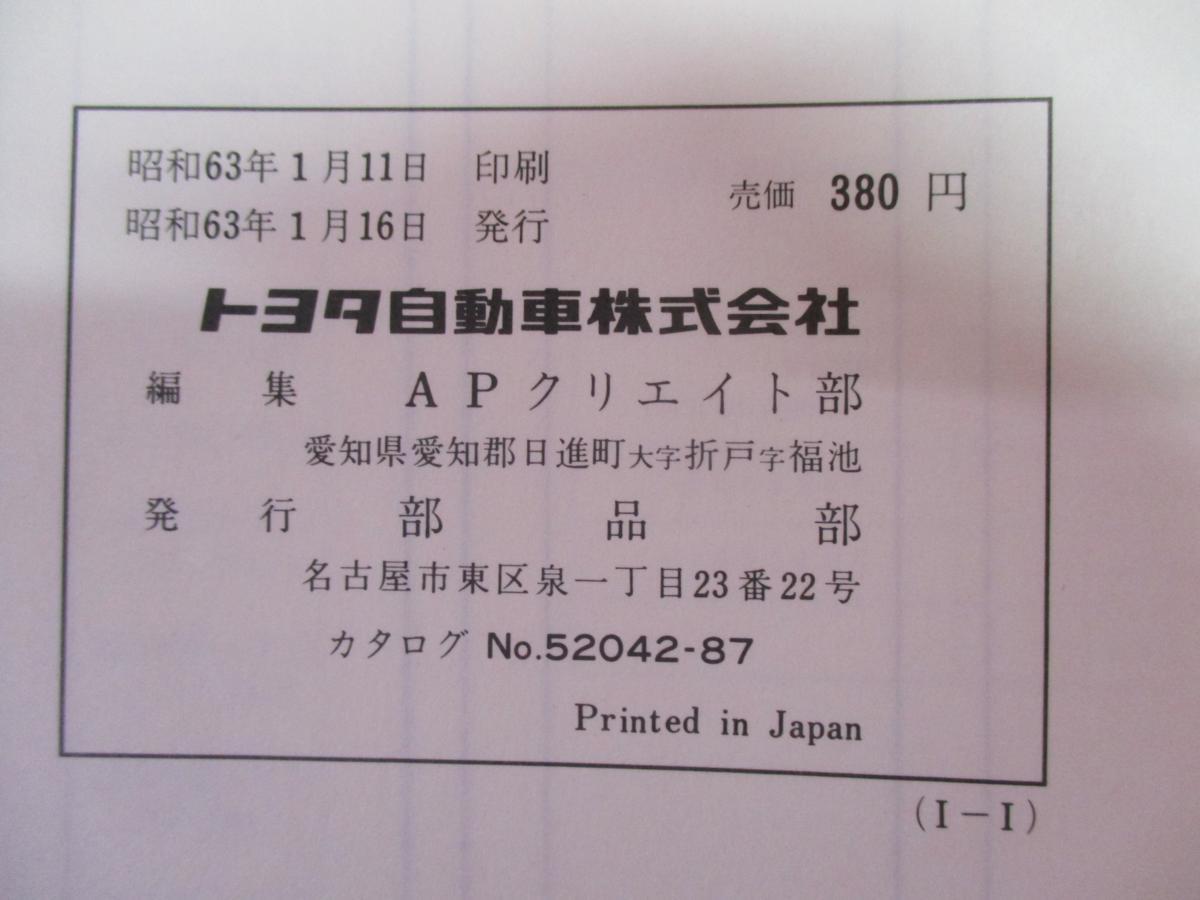 昭和63年1月11日 印刷
売価 380 円
昭和63年1月16日 発行
トヨタ自動車株式会社
編集 APクリエイト部
愛知県愛知郡日進町大字折戸字福池
発行 部品部
名古屋市東区泉一丁目23番22号
カタログ No.52042-87
Printed in Japan
(I-I)